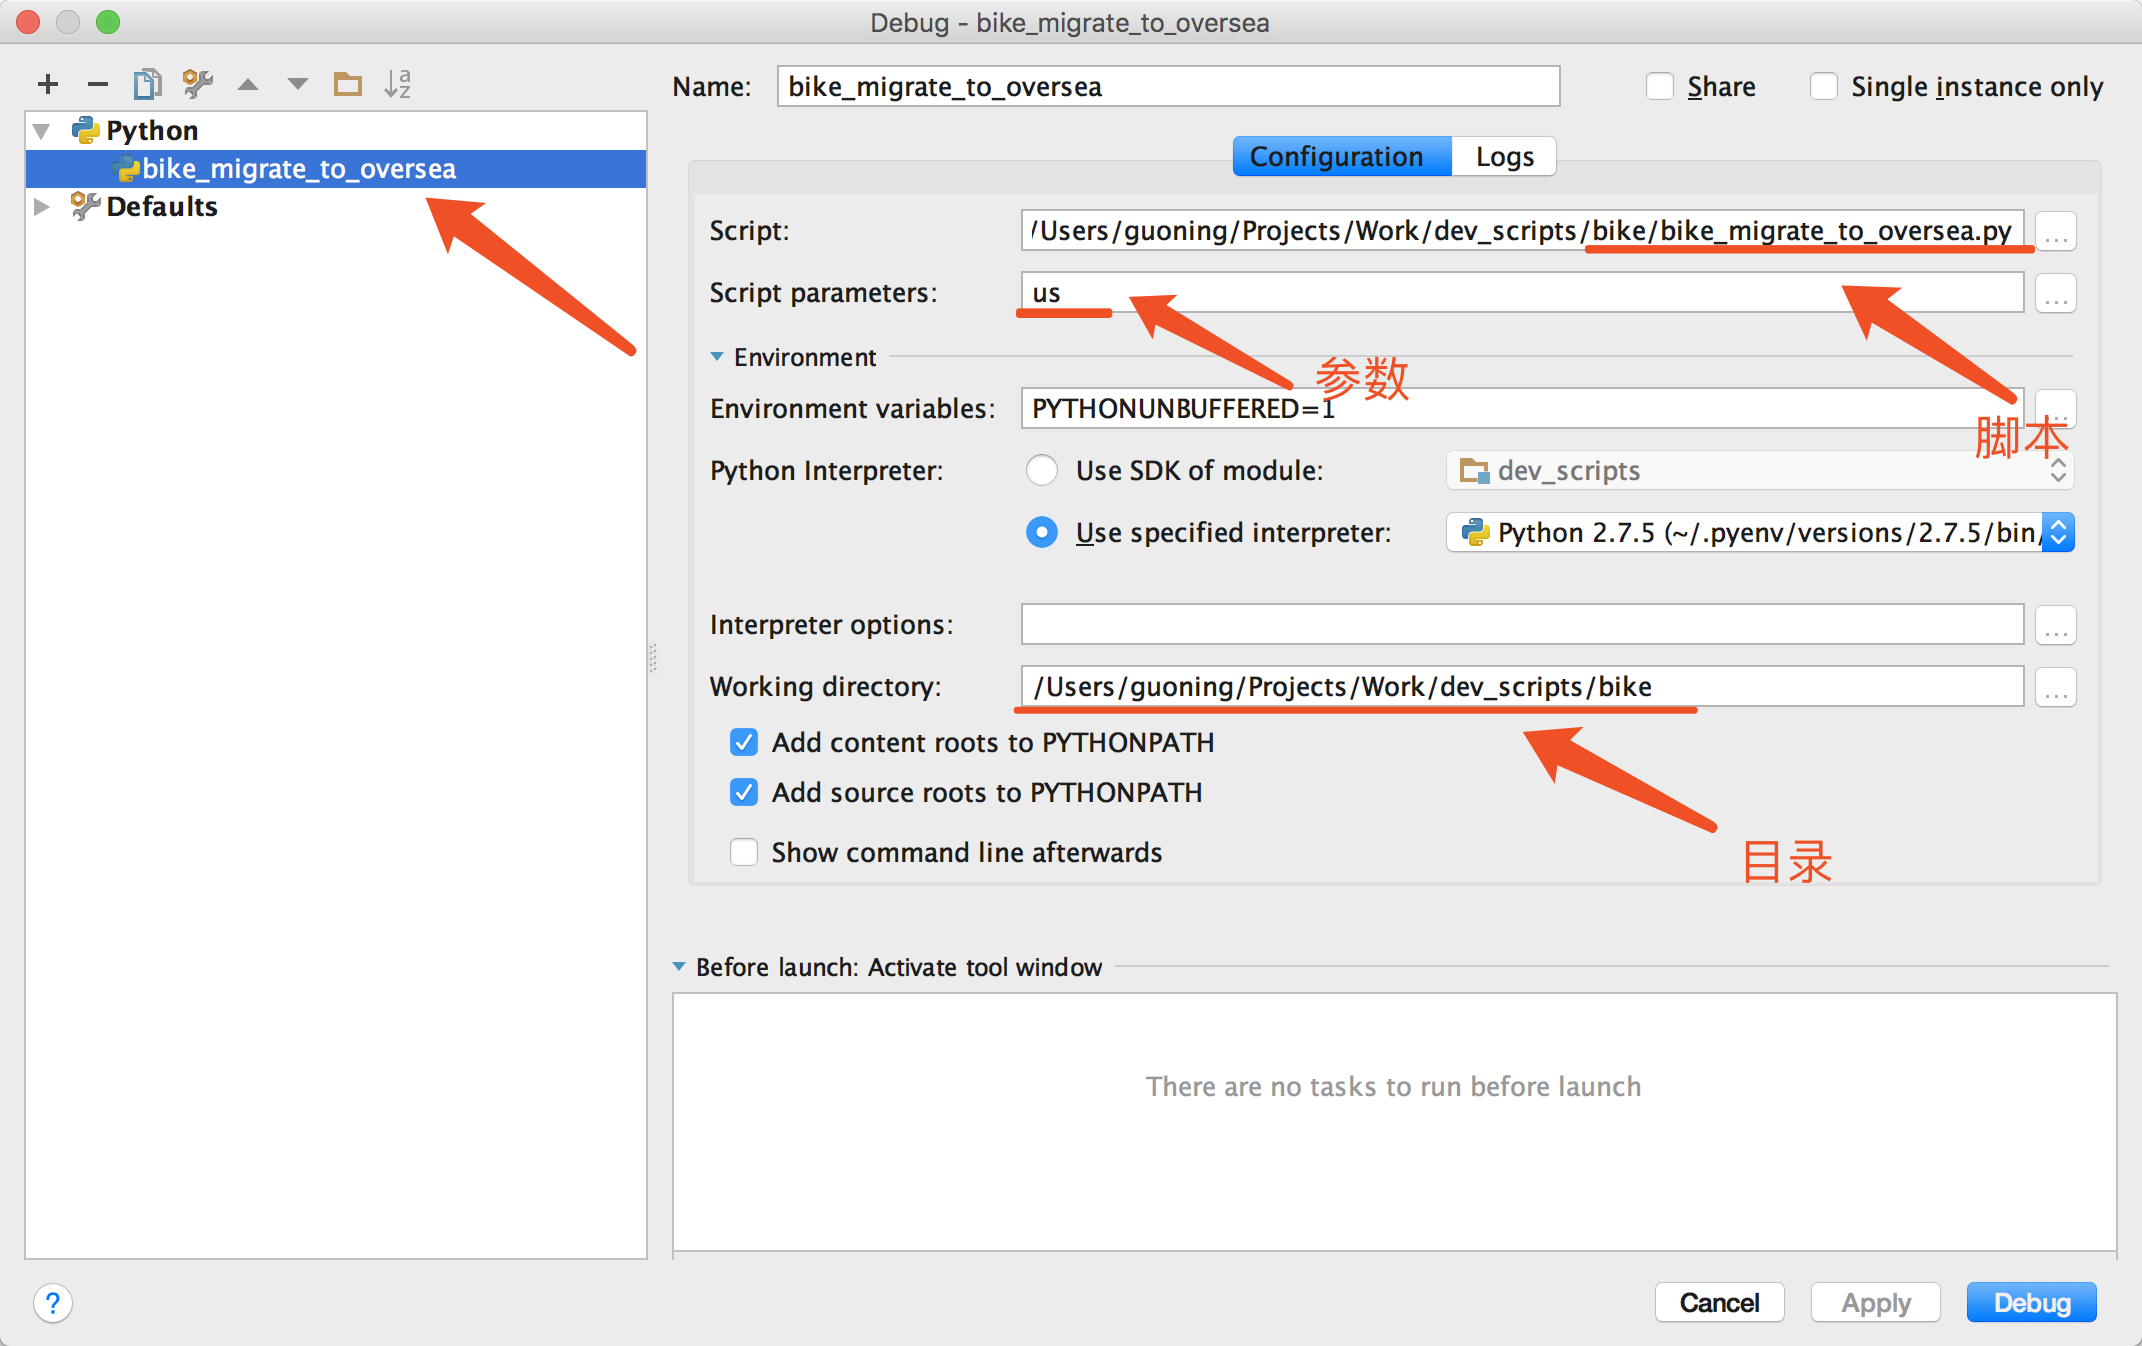 Debug - bike_migrate_to_oversea
Name: bike_migrate_to_oversea Share Single instance only
Python
bike_migrate_to_oversea
Defaults
Configuration Logs
Script: /Users/guoning/Projects/Work/dev_scripts/bike/bike_migrate_to_oversea.py ...
Script parameters: us ...
Environment
参数
Environment variables: PYTHONUNBUFFERED=1 ...
脚本
Python Interpreter: Use SDK of module: dev_scripts
Use specified interpreter: Python 2.7.5 (~/.pyenv/versions/2.7.5/bin/
Interpreter options: ...
Working directory: /Users/guoning/Projects/Work/dev_scripts/bike ...
Add content roots to PYTHONPATH
Add source roots to PYTHONPATH
Show command line afterwards
目录
Before launch: Activate tool window
There are no tasks to run before launch
? Cancel Apply Debug